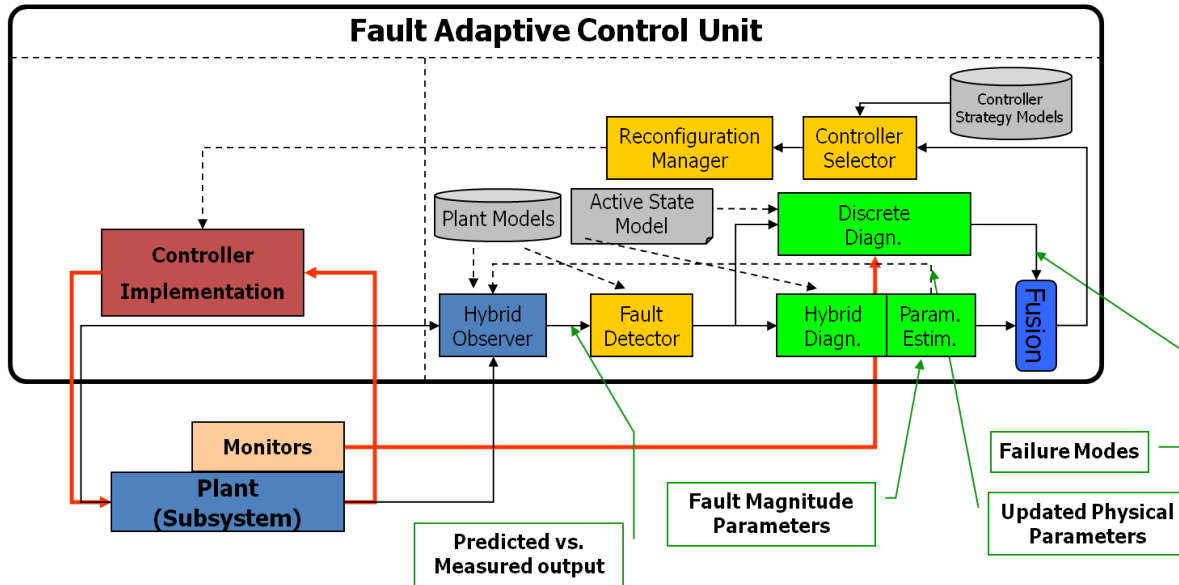 Fault Adaptive Control Unit
Controller
Strategy Models
Reconfiguration
Manager
Controller
Selector
Plant Models
Active State
Model
Discrete
Diagn.
Controller
Implementation
Hybrid
Observer
Fault
Detector
Hybrid
Diagn.
Param.
Estim.
Fusion
Monitors
Plant
(Subsystem)
Failure Modes
Fault Magnitude
Parameters
Updated Physical
Parameters
Predicted vs.
Measured output